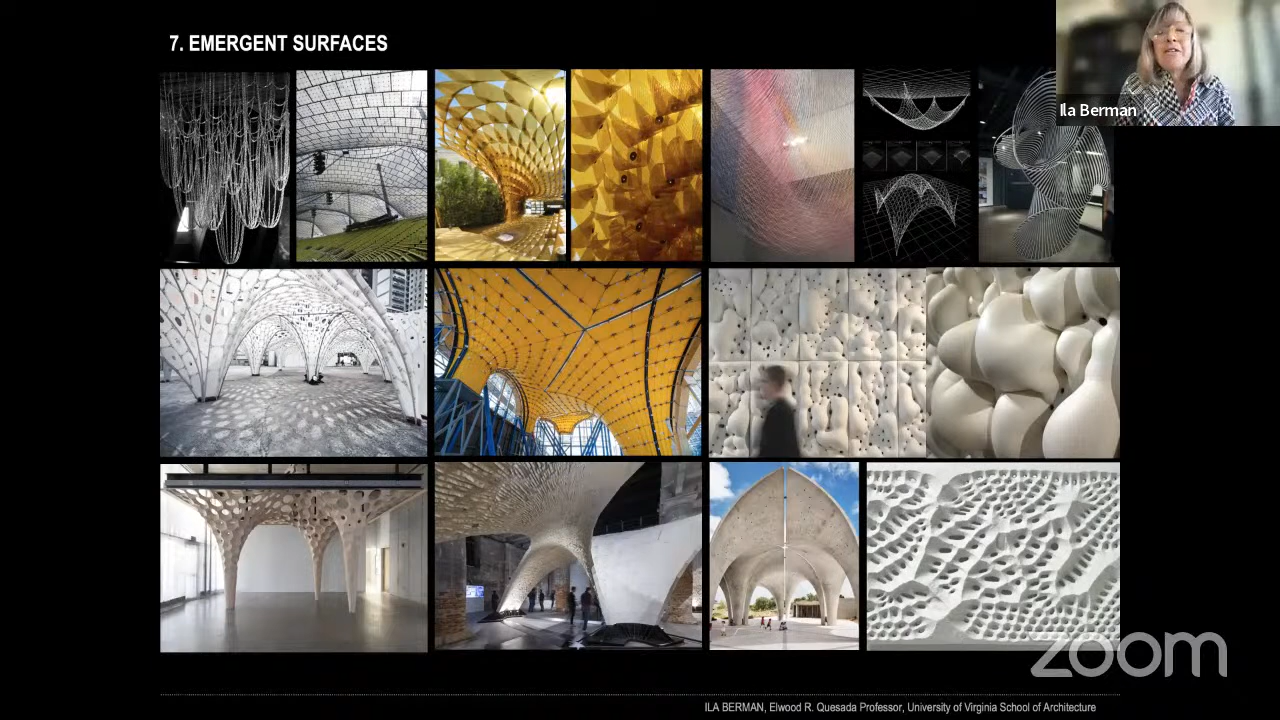 7. EMERGENT SURFACES
Ila Berman
zoom
ILA BERMAN, Elwood R. Quesada Professor, University of Virginia School of Architecture